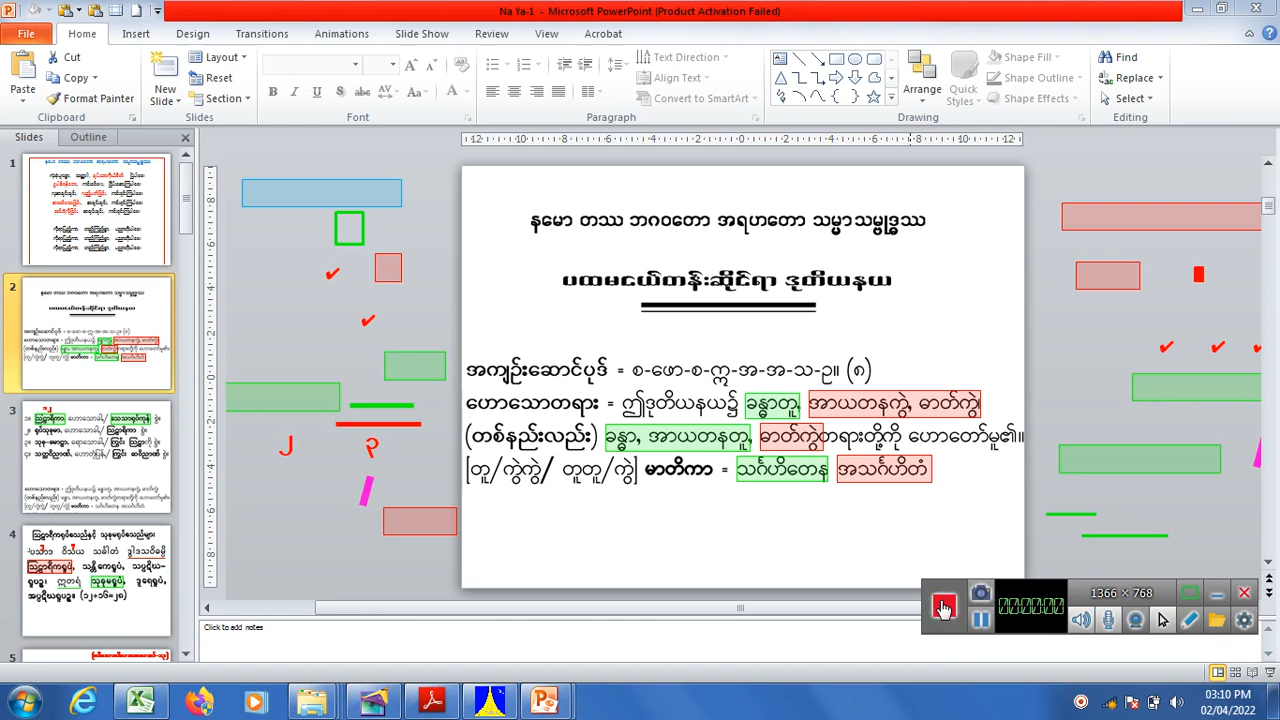 Na Ya-1 - Microsoft PowerPoint (Product Activation Failed)
File Home Insert Design Transitions Animations Slide Show Review View Acrobat
Cut Layout Text Direction Shape Fill Find
Paste Copy New Slide Reset Align Text Arrange Quick Styles Shape Outline Replace
Format Painter Section Convert to SmartArt Shape Effects Select
Clipboard Slides Font Paragraph Drawing Editing
Slides Outline
နမော တဿ ဘဂဝတော အရဟတော သမ္မာသမ္ဗုဒ္ဓဿ
ပထမငယ်တန်းဆိုင်ရာ ဒုတိယနယ
အကျဉ်းဆောင်ပုဒ် = စ-ဖော-စ-ဣ-အ-အ-သ-ဥ။ (၈)
ဟောသောတရား = ဤဒုတိယနယ၌ ခန္ဓာတူ, အာယတနကွဲ, ဓာတ်ကွဲ၊
(တစ်နည်းလည်း) ခန္ဓာ, အာယတနတူ, ဓာတ်ကွဲတရားတို့ကို ဟောတော်မူ၏။
[တူ/ကွဲကွဲ/ တူတူ/ကွဲ] မာတိကာ = သင်္ဂဟိတေန အသင်္ဂဟိတံ
၂ ၃
Click to add notes
1366 × 768
03:10 PM
02/04/2022